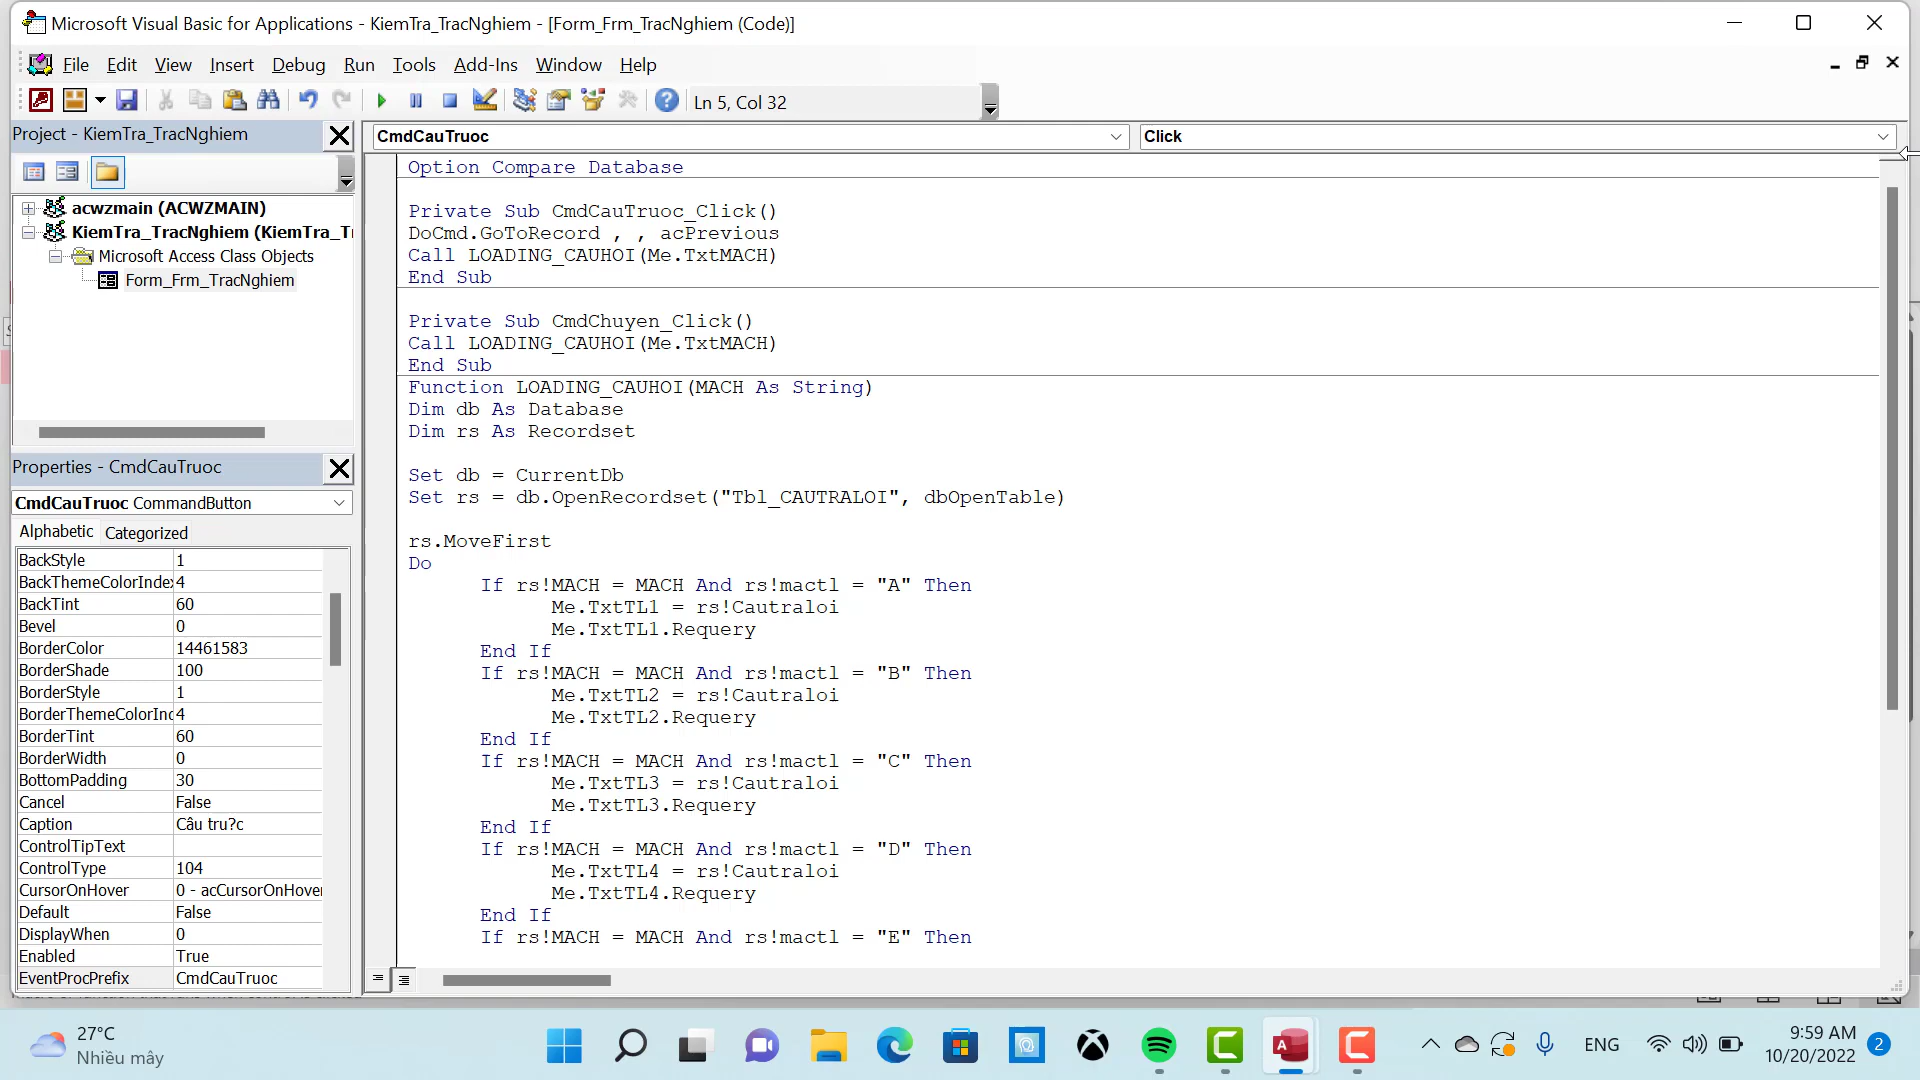 Microsoft Visual Basic for Applications - KiemTra_TracNghiem - [Form_Frm_TracNghiem (Code)]
File Edit View Insert Debug Run Tools Add-Ins Window Help
Ln 5, Col 32
Project - KiemTra_TracNghiem
acwzmain (ACWZMAIN)
KiemTra_TracNghiem (KiemTra_Tr
Microsoft Access Class Objects
Form_Frm_TracNghiem
Properties - CmdCauTruoc
CmdCauTruoc CommandButton
Alphabetic Categorized
BackStyle 1
BackThemeColorIndex 4
BackTint 60
Bevel 0
BorderColor 14461583
BorderShade 100
BorderStyle 1
BorderThemeColorInd 4
BorderTint 60
BorderWidth 0
BottomPadding 30
Cancel False
Caption Câu tru?c
ControlTipText
ControlType 104
CursorOnHover 0 - acCursorOnHover
Default False
DisplayWhen 0
Enabled True
EventProcPrefix CmdCauTruoc
CmdCauTruoc Click
Option Compare Database
Private Sub CmdCauTruoc_Click()
DoCmd.GoToRecord , , acPrevious
Call LOADING_CAUHOI(Me.TxtMACH)
End Sub
Private Sub CmdChuyen_Click()
Call LOADING_CAUHOI(Me.TxtMACH)
End Sub
Function LOADING_CAUHOI(MACH As String)
Dim db As Database
Dim rs As Recordset
Set db = CurrentDb
Set rs = db.OpenRecordset("Tbl_CAUTRALOI", dbOpenTable)
rs.MoveFirst
Do
If rs!MACH = MACH And rs!mactl = "A" Then
Me.TxtTL1 = rs!Cautraloi
Me.TxtTL1.Requery
End If
If rs!MACH = MACH And rs!mactl = "B" Then
Me.TxtTL2 = rs!Cautraloi
Me.TxtTL2.Requery
End If
If rs!MACH = MACH And rs!mactl = "C" Then
Me.TxtTL3 = rs!Cautraloi
Me.TxtTL3.Requery
End If
If rs!MACH = MACH And rs!mactl = "D" Then
Me.TxtTL4 = rs!Cautraloi
Me.TxtTL4.Requery
End If
If rs!MACH = MACH And rs!mactl = "E" Then
27°C
Nhiều mây
ENG
9:59 AM
10/20/2022
2